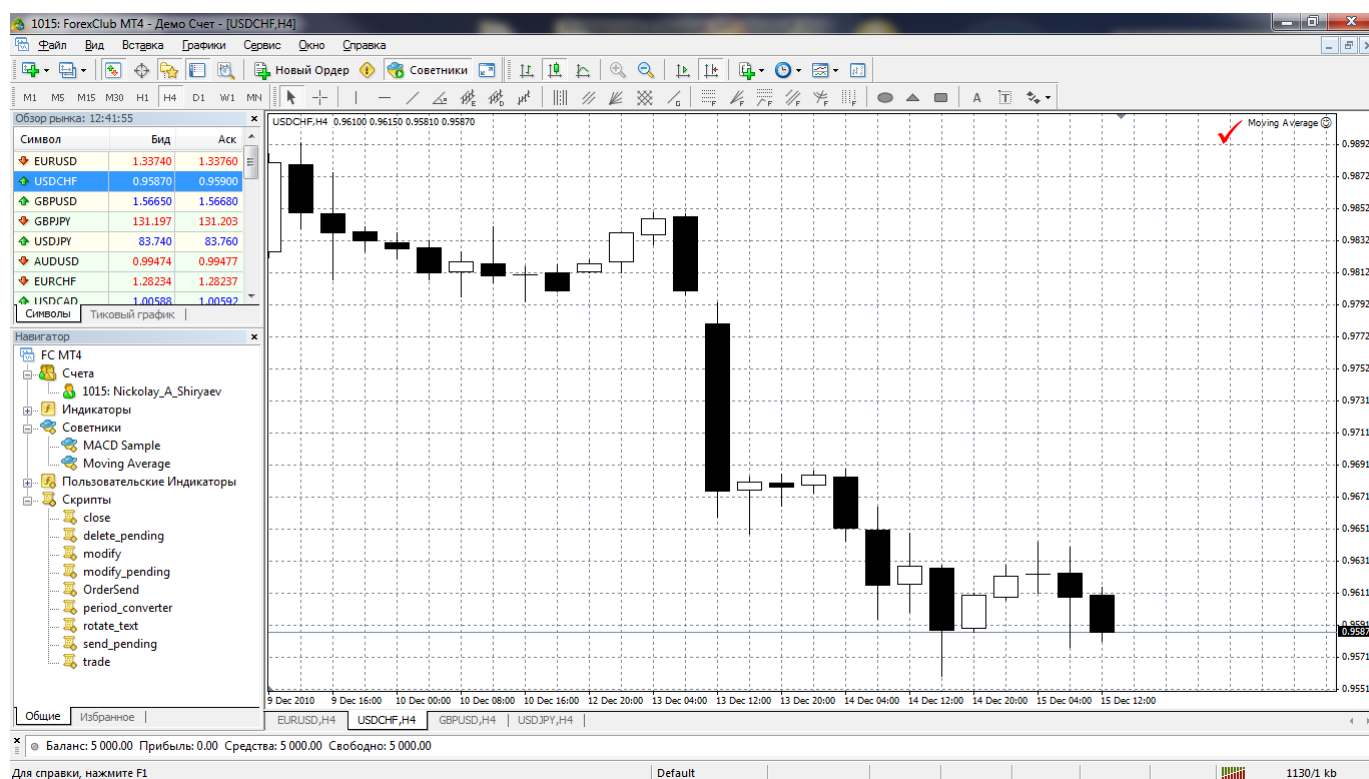 1015: ForexClub MT4 - Демо Счет - [USDCHF,H4]
Файл Вид Вставка Графики Сервис Окно Справка
Новый Ордер Советники
M1 M5 M15 M30 H1 H4 D1 W1 MN
A T
Обзор рынка: 12:41:55
Символ Бид Аск
EURUSD 1.33740 1.33760
USDCHF 0.95870 0.95900
GBPUSD 1.56650 1.56680
GBPJPY 131.197 131.203
USDJPY 83.740 83.760
AUDUSD 0.99474 0.99477
EURCHF 1.28234 1.28237
USDCAD 1.00588 1.00592
Символы Тиковый график
Навигатор
FC MT4
Счета
1015: Nickolay_A_Shiryaev
Индикаторы
Советники
MACD Sample
Moving Average
Пользовательские Индикаторы
Скрипты
close
delete_pending
modify
modify_pending
OrderSend
period_converter
rotate_text
send_pending
trade
Общие Избранное
USDCHF,H4 0.96100 0.96150 0.95810 0.95870
Moving Average
0.9892
0.9872
0.9852
0.9832
0.9812
0.9792
0.9772
0.9752
0.9731
0.9711
0.9691
0.9671
0.9651
0.9631
0.9611
0.9591
0.9587
0.9571
0.9551
9 Dec 2010 9 Dec 16:00 10 Dec 00:00 10 Dec 08:00 10 Dec 16:00 12 Dec 20:00 13 Dec 04:00 13 Dec 12:00 13 Dec 20:00 14 Dec 04:00 14 Dec 12:00 14 Dec 20:00 15 Dec 04:00 15 Dec 12:00
EURUSD,H4 USDCHF,H4 GBPUSD,H4 USDJPY,H4
Баланс: 5 000.00 Прибыль: 0.00 Средства: 5 000.00 Свободно: 5 000.00
Для справки, нажмите F1 Default 1130/1 kb